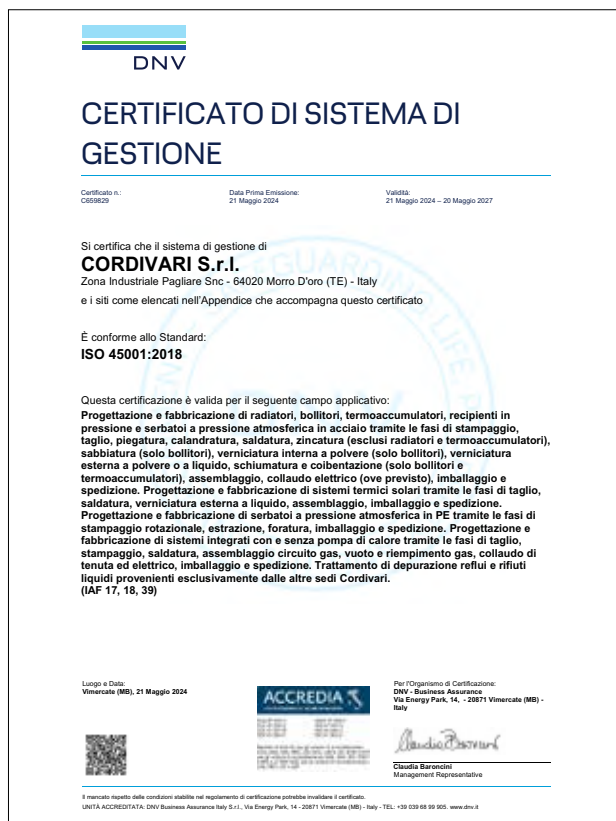 DNV
CERTIFICATO DI SISTEMA DI
GESTIONE
Certificato n.:
C659829
Data Prima Emissione:
21 Maggio 2024
Validità:
21 Maggio 2024 – 20 Maggio 2027
Si certifica che il sistema di gestione di
CORDIVARI S.r.l.
Zona Industriale Pagliare Snc - 64020 Morro D'oro (TE) - Italy
e i siti come elencati nell'Appendice che accompagna questo certificato
È conforme allo Standard:
ISO 45001:2018
Questa certificazione è valida per il seguente campo applicativo:
Progettazione e fabbricazione di radiatori, bollitori, termoaccumulatori, recipienti in
pressione e serbatoi a pressione atmosferica in acciaio tramite le fasi di stampaggio,
taglio, piegatura, calandratura, saldatura, zincatura (esclusi radiatori e termoaccumulatori),
sabbiatura (solo bollitori), verniciatura interna a polvere (solo bollitori), verniciatura
esterna a polvere o a liquido, schiumatura e coibentazione (solo bollitori e
termoaccumulatori), assemblaggio, collaudo elettrico (ove previsto), imballaggio e
spedizione. Progettazione e fabbricazione di sistemi termici solari tramite le fasi di taglio,
saldatura, verniciatura esterna a liquido, assemblaggio, imballaggio e spedizione.
Progettazione e fabbricazione di serbatoi a pressione atmosferica in PE tramite le fasi di
stampaggio rotazionale, estrazione, foratura, imballaggio e spedizione. Progettazione e
fabbricazione di sistemi integrati con e senza pompa di calore tramite le fasi di taglio,
stampaggio, saldatura, assemblaggio circuito gas, vuoto e riempimento gas, collaudo di
tenuta ed elettrico, imballaggio e spedizione. Trattamento di depurazione reflui e rifiuti
liquidi provenienti esclusivamente dalle altre sedi Cordivari.
(IAF 17, 18, 39)
Luogo e Data:
Vimercate (MB), 21 Maggio 2024
ACCREDIA
Per l'Organismo di Certificazione:
DNV - Business Assurance
Via Energy Park, 14, - 20871 Vimercate (MB) -
Italy
Claudia Baroncini
Claudia Baroncini
Management Representative
Il mancato rispetto delle condizioni stabilite nel regolamento di certificazione potrebbe invalidare il certificato.
UNITÀ ACCREDITATA: DNV Business Assurance Italy S.r.l., Via Energy Park, 14 - 20871 Vimercate (MB) - Italy - TEL: +39 039 68 99 905. www.dnv.it